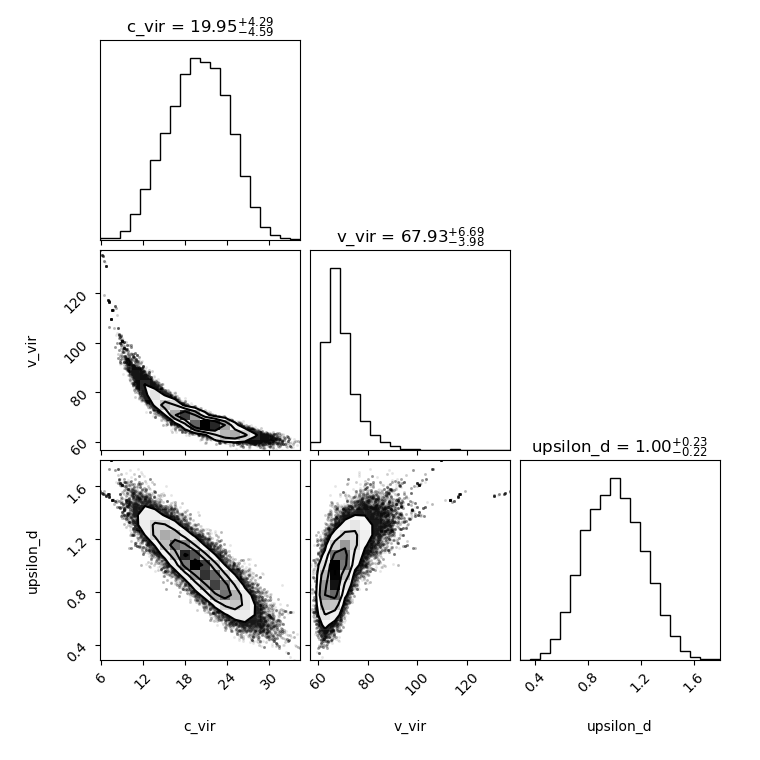 c_vir = 19.95+4.29−4.59
v_vir = 67.93+6.69−3.98
120
100
80
60
v_vir
upsilon_d = 1.00+0.23−0.22
1.6
1.2
0.8
0.4
upsilon_d
6 12 18 24 30
60 80 100 120
0.4 0.8 1.2 1.6
c_vir v_vir upsilon_d